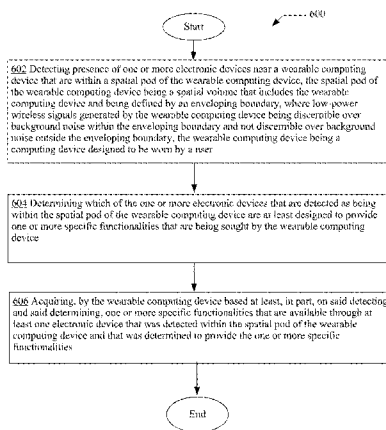 600
Start
602 Detecting presence of one or more electronic devices near a wearable computing
device that are within a spatial pod of the wearable computing device, the spatial pod
of the wearable computing device being a spatial volume that includes the wearable
computing device and being defined by an enveloping boundary, where low-power
wireless signals generated by the wearable computing device being discernible over
background noise within the enveloping boundary and not discernible over background
noise outside the enveloping boundary, the wearable computing device being a
computing device designed to be worn by a user
604 Determining which of the one or more electronic devices that are detected as being
within the spatial pod of the wearable computing device are at least designed to provide
one or more specific functionalities that are being sought by the wearable computing
device
606 Acquiring, by the wearable computing device based at least, in part, on said detecting
and said determining, one or more specific functionalities that are available through at
least one electronic device that was detected within the spatial pod of the wearable
computing device and that was determined to provide the one or more specific
functionalities
End